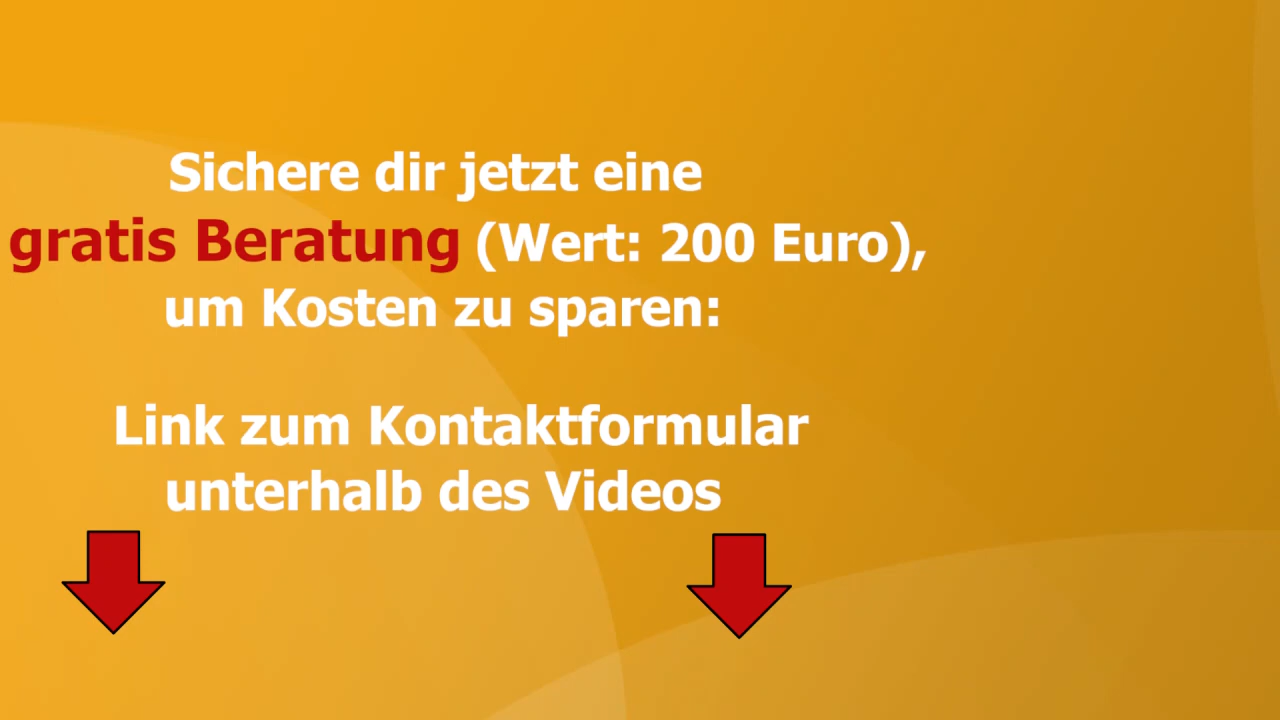 Sichere dir jetzt eine
gratis Beratung (Wert: 200 Euro),
um Kosten zu sparen:
Link zum Kontaktformular
unterhalb des Videos